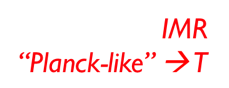 IMR
“Planck-like” →T